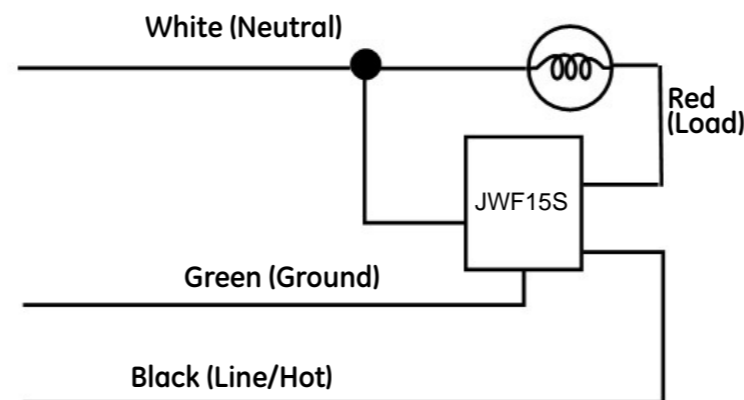 White (Neutral)
Red
(Load)
JWF15S
Green (Ground)
Black (Line/Hot)